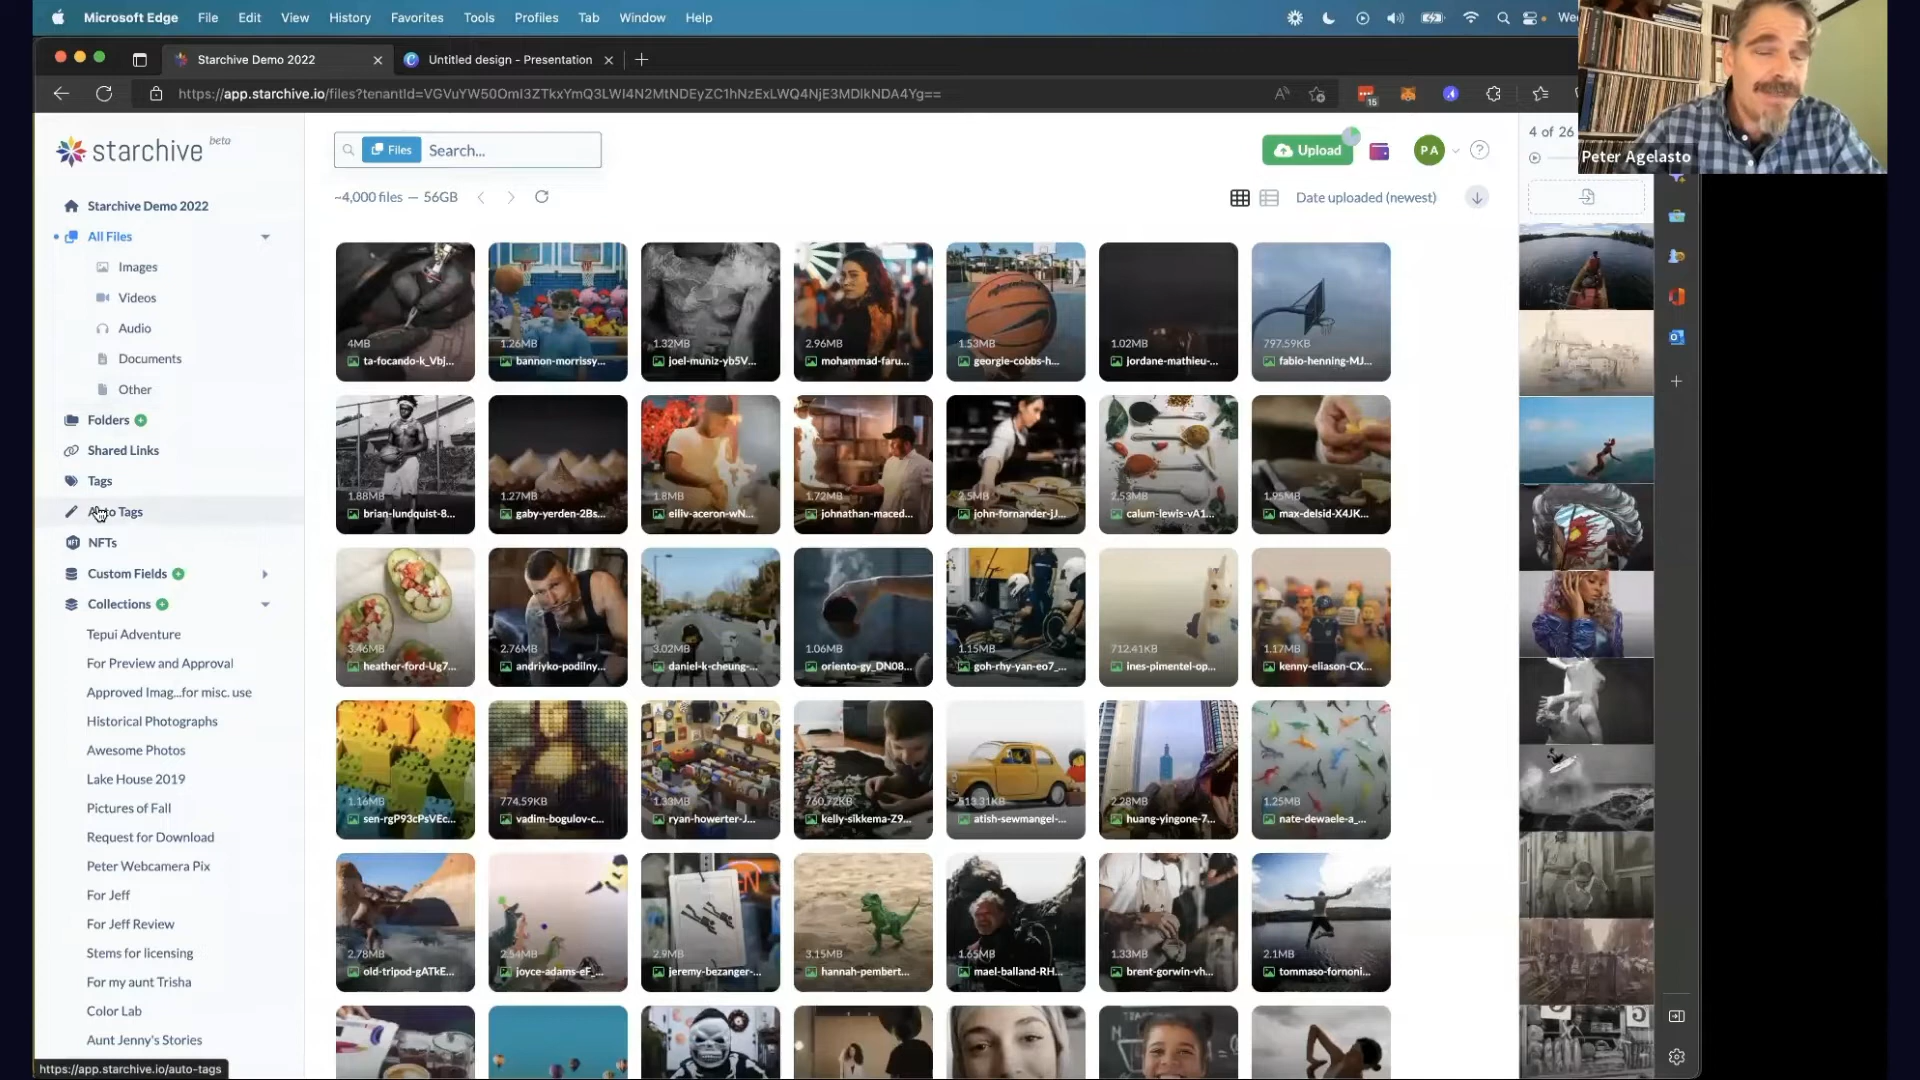 Microsoft Edge File Edit View History Favorites Tools Profiles Tab Window Help
Starchive Demo 2022
Untitled design - Presentation
https://app.starchive.io/files?tenantId=VGVuYW50OmI3ZTkxYmQ3LWI4N2MtNDEyZC1hNzExLWQ4NjE3MDlkNDA4Yg==
15
Peter Agelasto
starchive beta
Files Search...
Upload
PA
4 of 26
~4,000 files — 56GB
Date uploaded (newest)
Starchive Demo 2022
All Files
Images
Videos
Audio
Documents
Other
Folders
Shared Links
Tags
Auto Tags
NFTs
Custom Fields
Collections
Tepui Adventure
For Preview and Approval
Approved Imag...for misc. use
Historical Photographs
Awesome Photos
Lake House 2019
Pictures of Fall
Request for Download
Peter Webcamera Pix
For Jeff
For Jeff Review
Stems for licensing
For my aunt Trisha
Color Lab
Aunt Jenny's Stories
https://app.starchive.io/auto-tags
4MB 1.26MB 1.32MB 2.96MB 1.53MB 1.02MB 797.59KB
ta-focando-k_Vbj... bannon-morrissy... joel-muniz-yb5V... mohammad-faru... georgie-cobbs-h... jordane-mathieu-... fabio-henning-MJ...
1.88MB 1.27MB 1.8MB 1.72MB 2.5MB 2.53MB 1.95MB
brian-lundquist-8... gaby-yerden-2Bs... eiliv-aceron-wN... johnathan-maced... john-fornander-jJ... calum-lewis-vA1... max-delsid-X4JK...
3.46MB 2.76MB 3.02MB 1.06MB 1.15MB 712.41KB 1.17MB
heather-ford-Ug7... andriyko-podilny... daniel-k-cheung-... oriento-gy_DN08... goh-rhy-yan-eo7_... ines-pimentel-op... kenny-eliason-CX...
1.16MB 774.59KB 1.33MB 760.72KB 513.31KB 2.28MB 1.25MB
sen-rgP93cPsVEc... vadim-bogulov-c... ryan-howerter-J... kelly-sikkema-Z9... atish-sewmangel-... huang-yingone-7... nate-dewaele-a_...
2.78MB 2.54MB 2.9MB 3.15MB 1.65MB 1.33MB 2.1MB
old-tripod-gATkE... joyce-adams-eF_... jeremy-bezanger-... hannah-pembert... mael-balland-RH... brent-gorwin-vh... tommaso-fornoni...